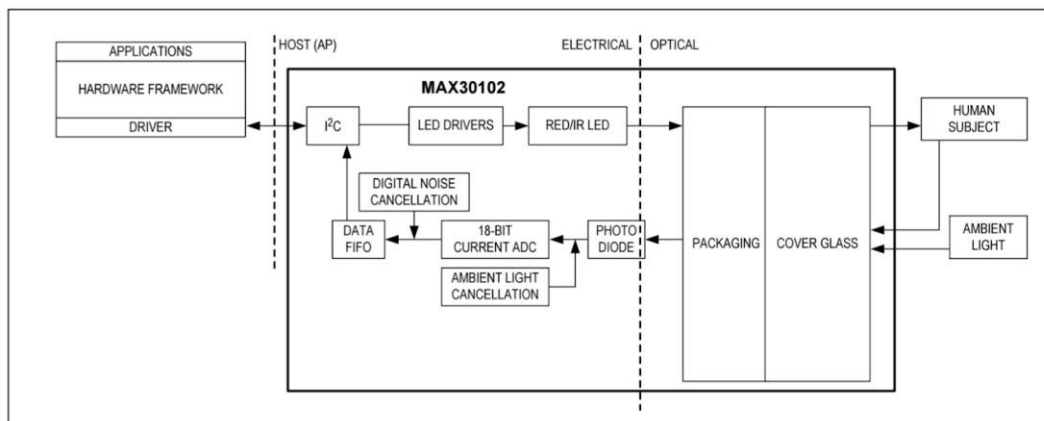 HOST (AP)
ELECTRICAL
OPTICAL
APPLICATIONS
HARDWARE FRAMEWORK
DRIVER
MAX30102
I²C
LED DRIVERS
RED/IR LED
HUMAN
SUBJECT
DIGITAL NOISE
CANCELLATION
DATA
FIFO
18-BIT
CURRENT ADC
PHOTO
DIODE
PACKAGING
COVER GLASS
AMBIENT
LIGHT
AMBIENT LIGHT
CANCELLATION